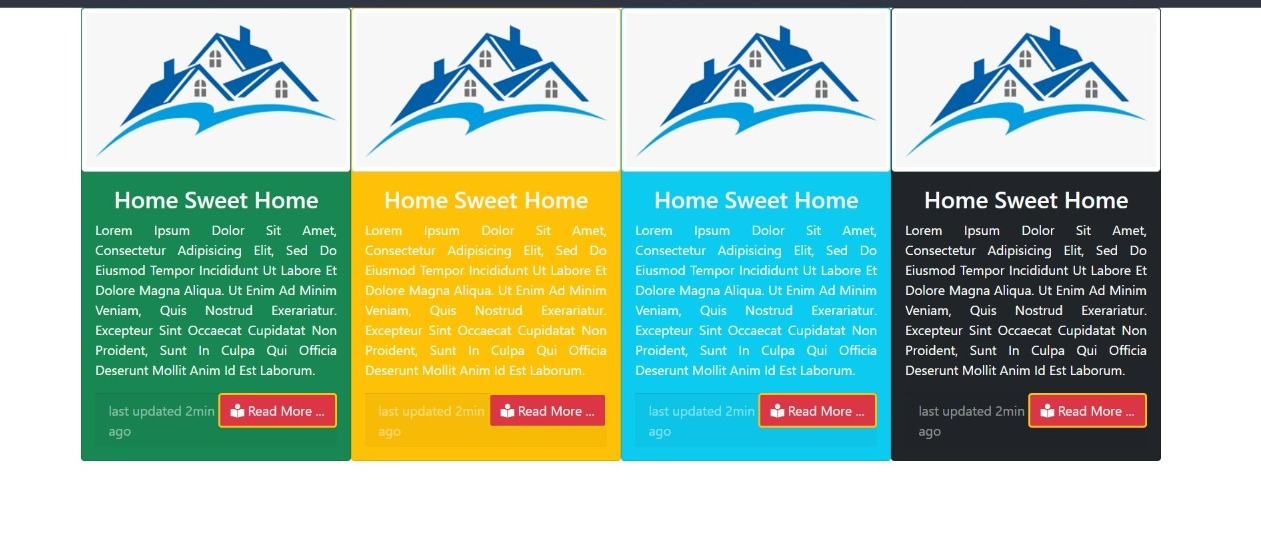 Home Sweet Home
Lorem Ipsum Dolor Sit Amet,
Consectetur Adipisicing Elit, Sed Do
Eiusmod Tempor Incididunt Ut Labore Et
Dolore Magna Aliqua. Ut Enim Ad Minim
Veniam, Quis Nostrud Exerariatur.
Excepteur Sint Occaecat Cupidatat Non
Proident, Sunt In Culpa Qui Officia
Deserunt Mollit Anim Id Est Laborum.
last updated 2min
ago
Read More ...
Home Sweet Home
Lorem Ipsum Dolor Sit Amet,
Consectetur Adipisicing Elit, Sed Do
Eiusmod Tempor Incididunt Ut Labore Et
Dolore Magna Aliqua. Ut Enim Ad Minim
Veniam, Quis Nostrud Exerariatur.
Excepteur Sint Occaecat Cupidatat Non
Proident, Sunt In Culpa Qui Officia
Deserunt Mollit Anim Id Est Laborum.
last updated 2min
ago
Read More ...
Home Sweet Home
Lorem Ipsum Dolor Sit Amet,
Consectetur Adipisicing Elit, Sed Do
Eiusmod Tempor Incididunt Ut Labore Et
Dolore Magna Aliqua. Ut Enim Ad Minim
Veniam, Quis Nostrud Exerariatur.
Excepteur Sint Occaecat Cupidatat Non
Proident, Sunt In Culpa Qui Officia
Deserunt Mollit Anim Id Est Laborum.
last updated 2min
ago
Read More ...
Home Sweet Home
Lorem Ipsum Dolor Sit Amet,
Consectetur Adipisicing Elit, Sed Do
Eiusmod Tempor Incididunt Ut Labore Et
Dolore Magna Aliqua. Ut Enim Ad Minim
Veniam, Quis Nostrud Exerariatur.
Excepteur Sint Occaecat Cupidatat Non
Proident, Sunt In Culpa Qui Officia
Deserunt Mollit Anim Id Est Laborum.
last updated 2min
ago
Read More ...